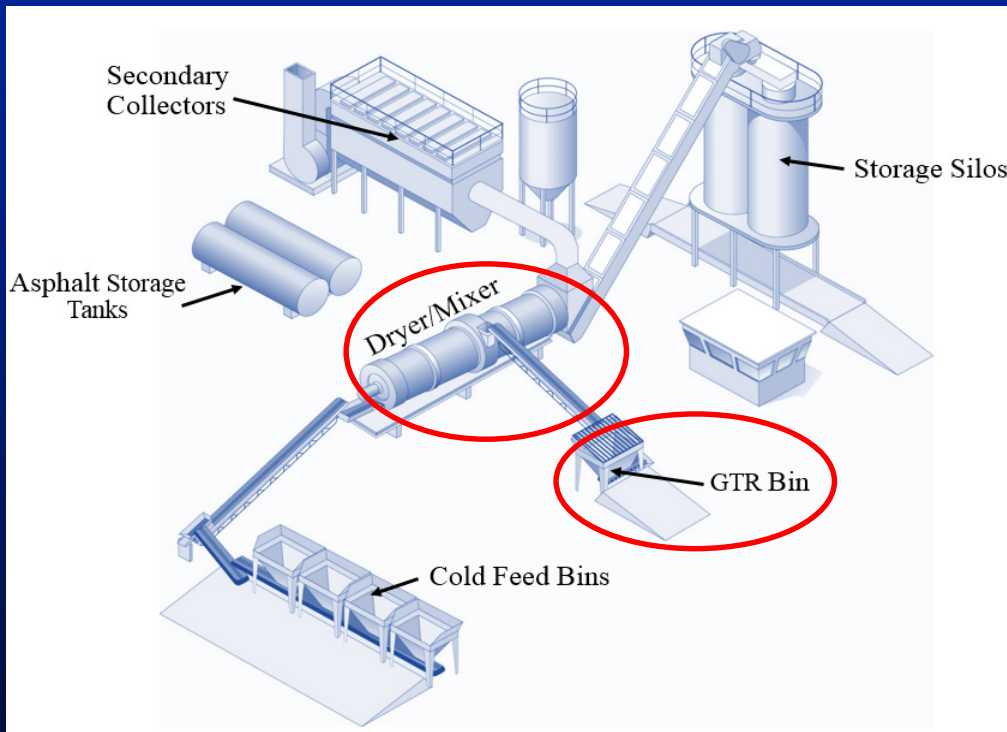 Secondary
Collectors
Storage Silos
Asphalt Storage
Tanks
Dryer/Mixer
GTR Bin
Cold Feed Bins